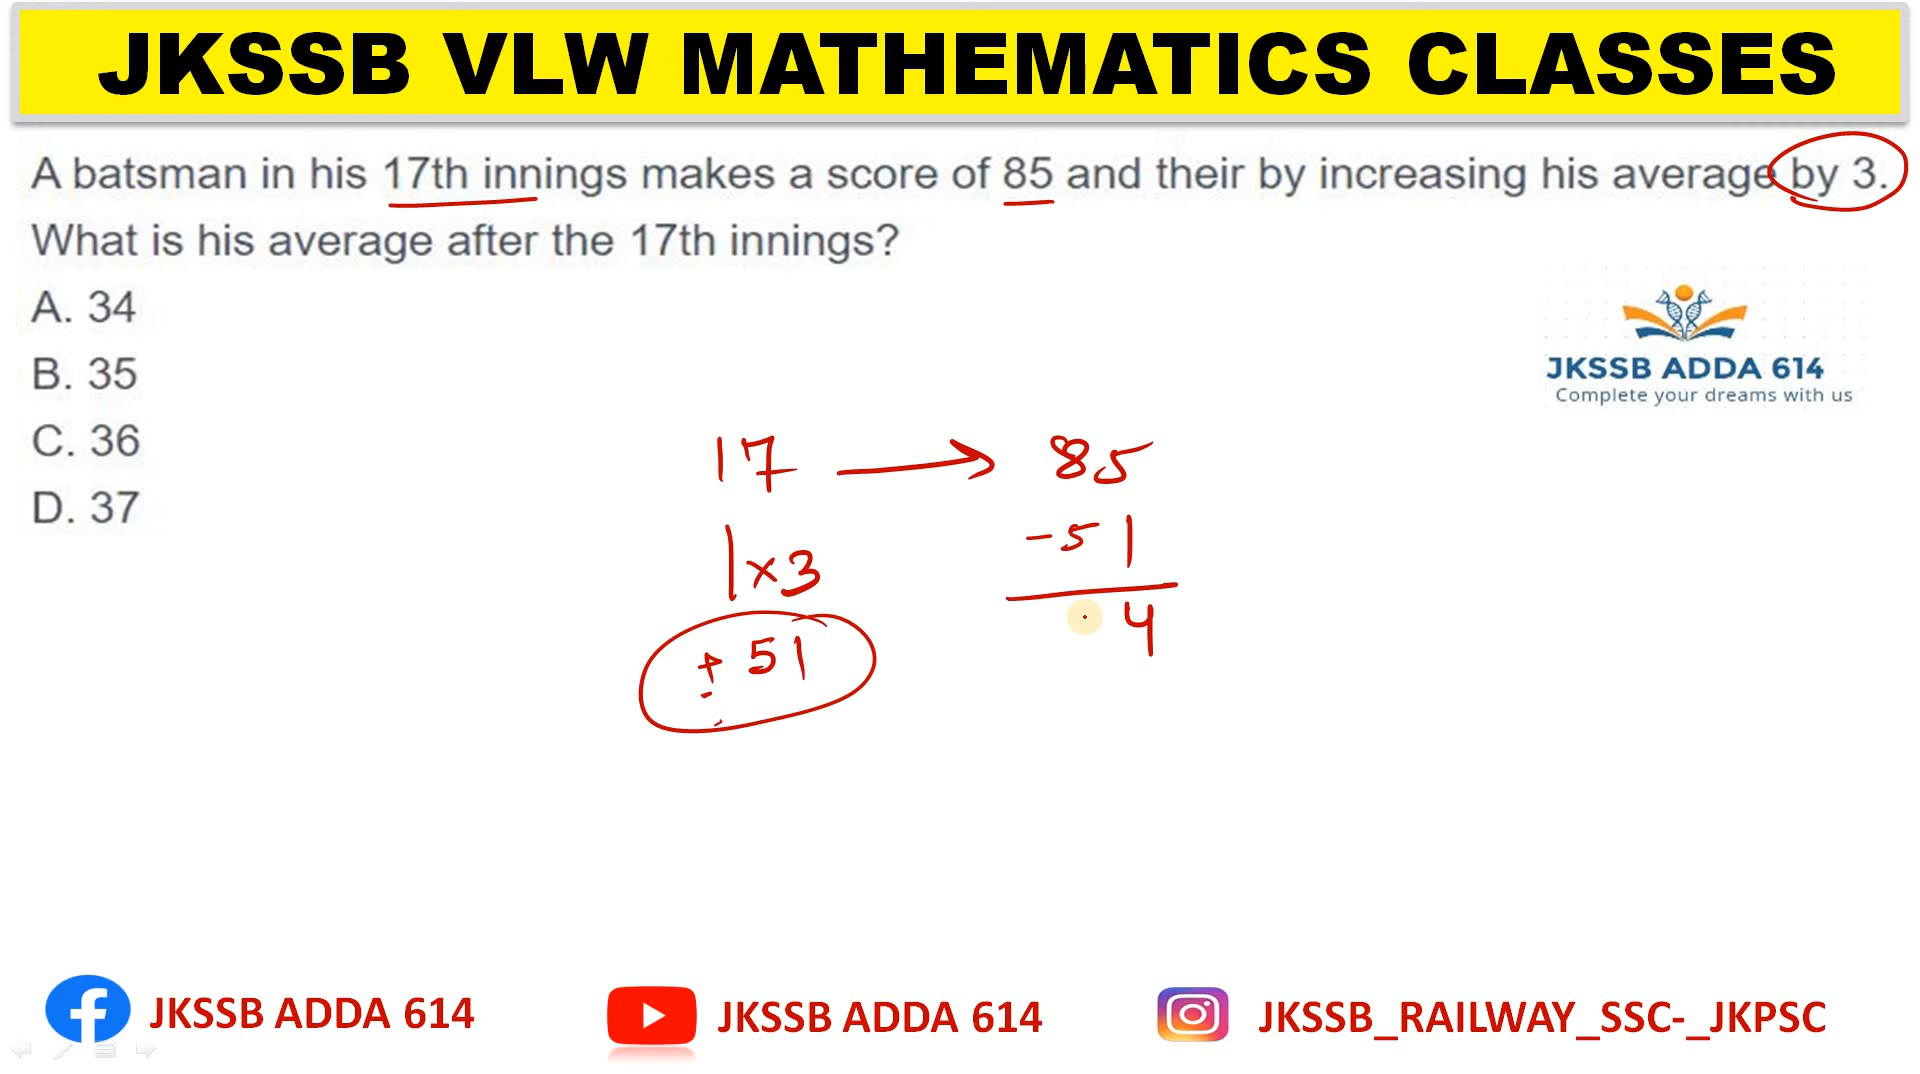 JKSSB VLW MATHEMATICS CLASSES
A batsman in his 17th innings makes a score of 85 and their by increasing his average by 3.
What is his average after the 17th innings?
A. 34
B. 35
C. 36
D. 37
JKSSB ADDA 614
Complete your dreams with us
17 → 85
1×3
-51
4
+ 51
JKSSB ADDA 614
JKSSB ADDA 614
JKSSB_RAILWAY_SSC-_JKPSC